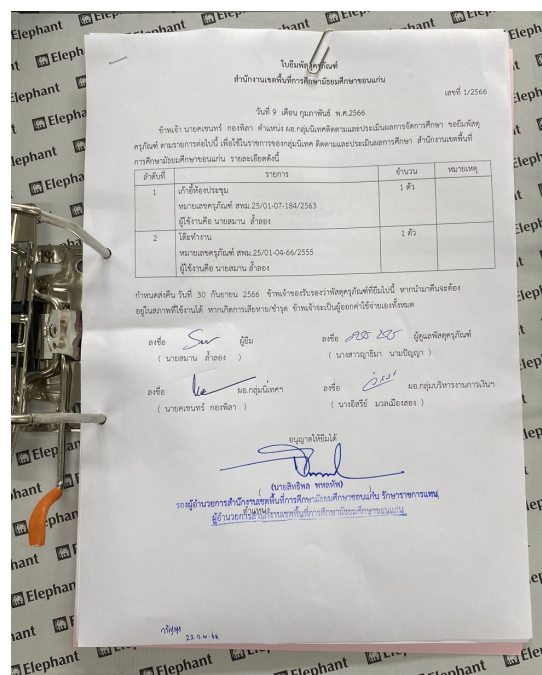 ใบยืมพัสดุครุภัณฑ์
สำนักงานเขตพื้นที่การศึกษามัธยมศึกษาขอนแก่น
เลขที่ 1/2566
วันที่ 9 เดือน กุมภาพันธ์ พ.ศ.2566
ข้าพเจ้า นายคเชนทร์ กองพิลา ตำแหน่ง ผอ.กลุ่มนิเทศติดตามและประเมินผลการจัดการศึกษา ขอยืมพัสดุ
ครุภัณฑ์ ตามรายการต่อไปนี้ เพื่อใช้ในราชการของกลุ่มนิเทศ ติดตามและประเมินผลการศึกษา สำนักงานเขตพื้นที่
การศึกษามัธยมศึกษาขอนแก่น รายละเอียดดังนี้
ลำดับที่ รายการ จำนวน หมายเหตุ
1 เก้าอี้ห้องประชุม 1 ตัว
หมายเลขครุภัณฑ์ สพม.25/01-07-184/2563
ผู้ใช้งานคือ นายสมาน ล้ำลอง
2 โต๊ะทำงาน 1 ตัว
หมายเลขครุภัณฑ์ สพม.25/01-04-66/2555
ผู้ใช้งานคือ นายสมาน ล้ำลอง
กำหนดส่งคืน วันที่ 30 กันยายน 2566 ข้าพเจ้าขอรับรองว่าพัสดุครุภัณฑ์ที่ยืมไปนี้ หากนำมาคืนจะต้อง
อยู่ในสภาพที่ใช้งานได้ หากเกิดการเสียหาย/ชำรุด ข้าพเจ้าจะเป็นผู้ออกค่าใช้จ่ายเองทั้งหมด
ลงชื่อ ผู้ยืม ลงชื่อ ผู้ดูแลพัสดุครุภัณฑ์
( นายสมาน ล้ำลอง ) (นางสาวญาธิมา นามปัญญา )
ลงชื่อ ผอ.กลุ่มนิเทศฯ ลงชื่อ ผอ.กลุ่มบริหารงานการเงินฯ
( นายคเชนทร์ กองพิลา ) ( นางอิสรีย์ มวลเมืองสอง )
อนุญาตให้ยืมได้
(นายสิทธิพล พหลทัพ)
รองผู้อำนวยการสำนักงานเขตพื้นที่การศึกษามัธยมศึกษาขอนแก่น รักษาราชการแทน
ตำแหน่ง
ผู้อำนวยการสำนักงานเขตพื้นที่การศึกษามัธยมศึกษาขอนแก่น
22 ก.พ. 66
Elephant